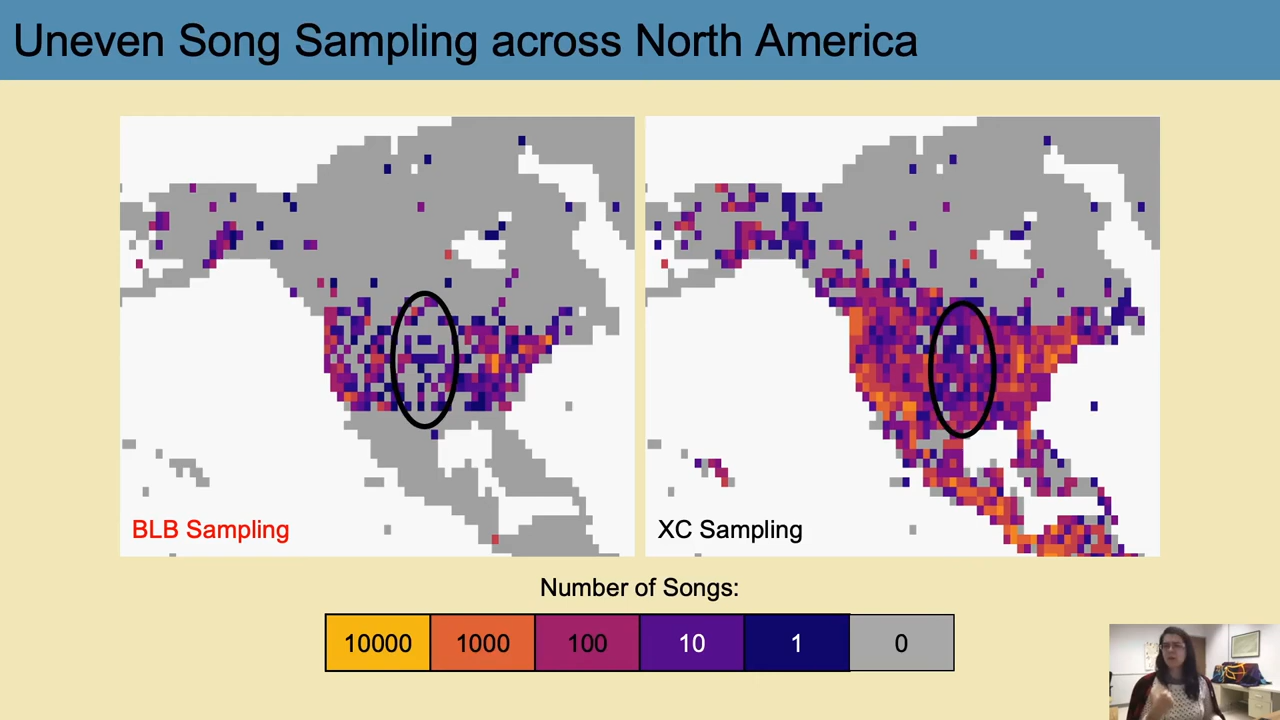 Uneven Song Sampling across North America
BLB Sampling
XC Sampling
Number of Songs:
10000 1000 100 10 1 0